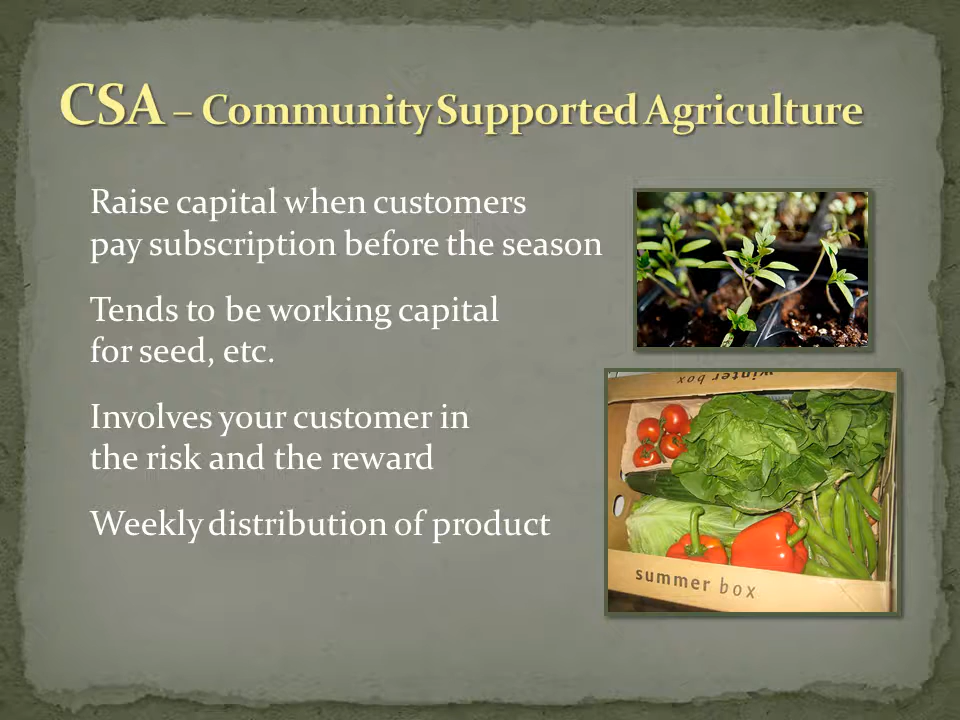 CSA – Community Supported Agriculture
Raise capital when customers
pay subscription before the season
Tends to be working capital
for seed, etc.
Involves your customer in
the risk and the reward
Weekly distribution of product
winter box
summer box